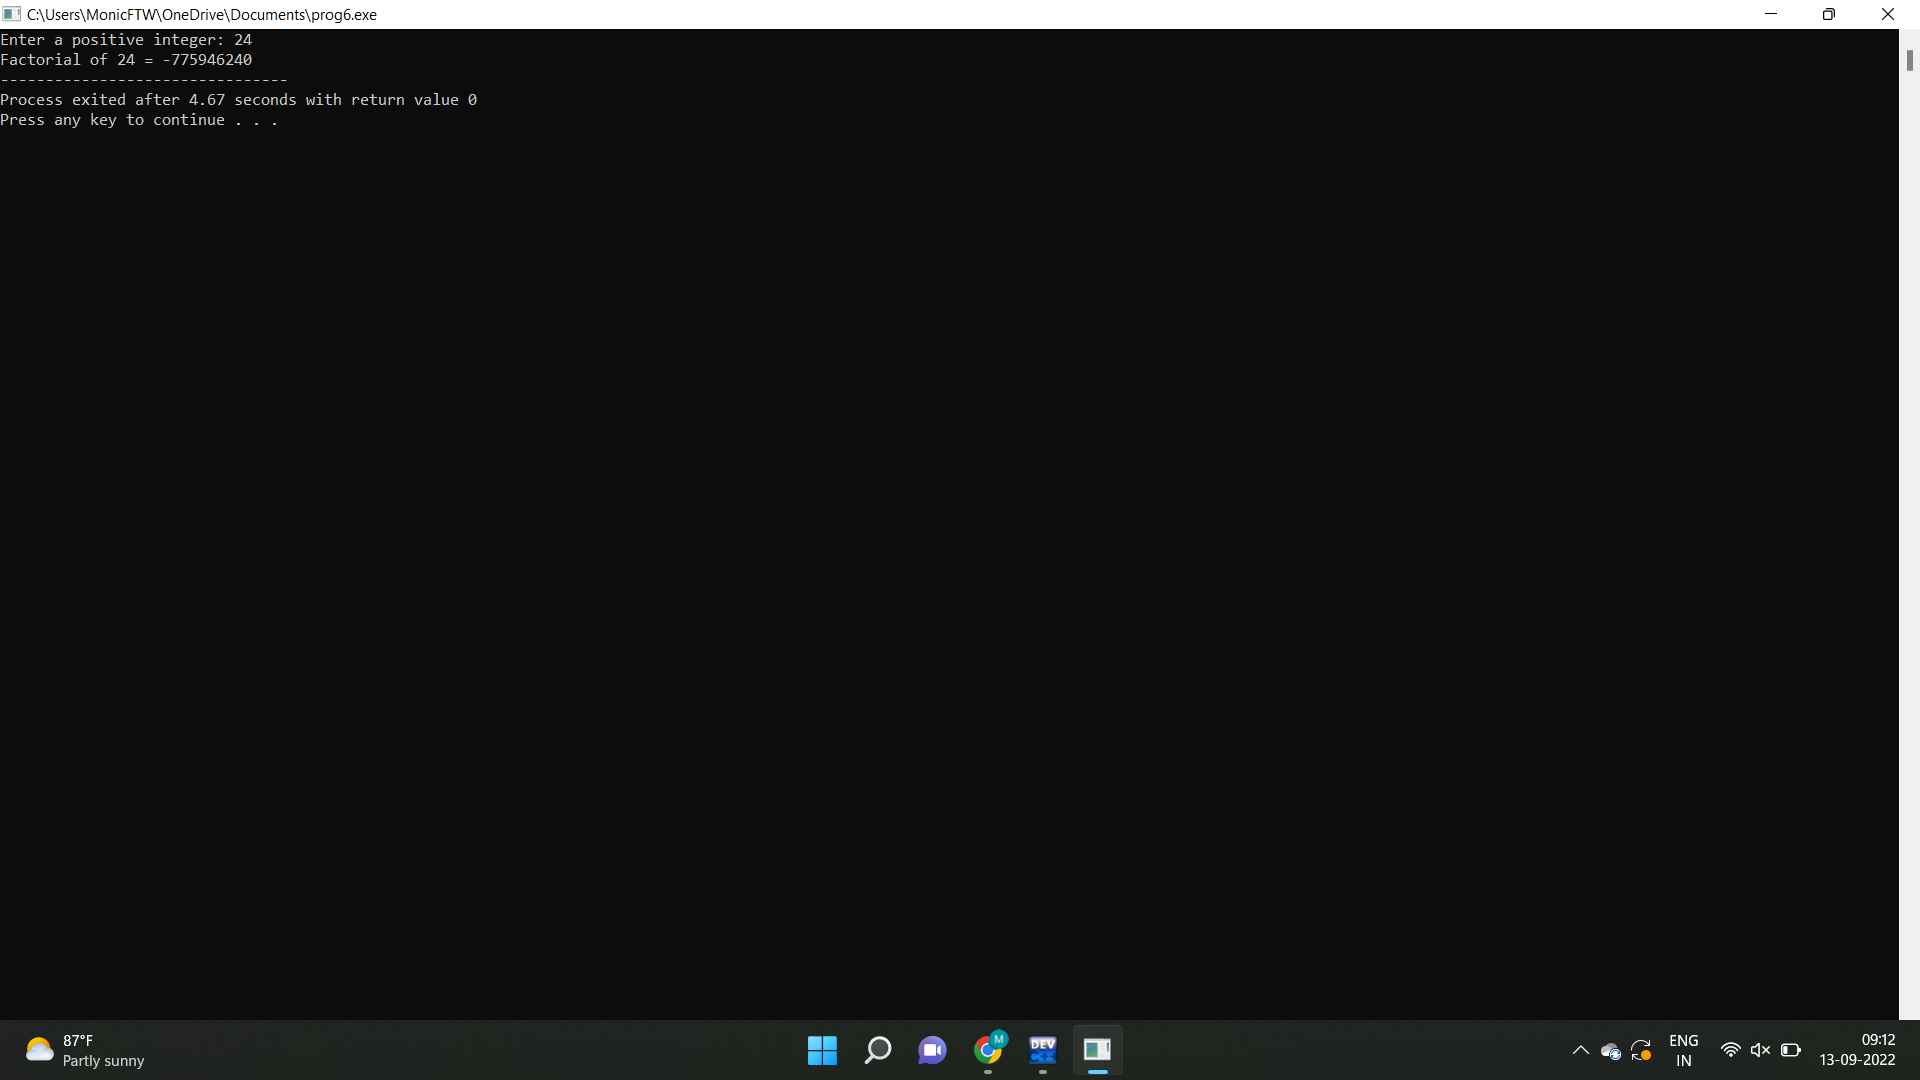 C:\Users\MonicFTW\OneDrive\Documents\prog6.exe
Enter a positive integer: 24
Factorial of 24 = -775946240
--------------------------------
Process exited after 4.67 seconds with return value 0
Press any key to continue . . .
87°F
Partly sunny
M
DEV
C++
ENG
IN
09:12
13-09-2022